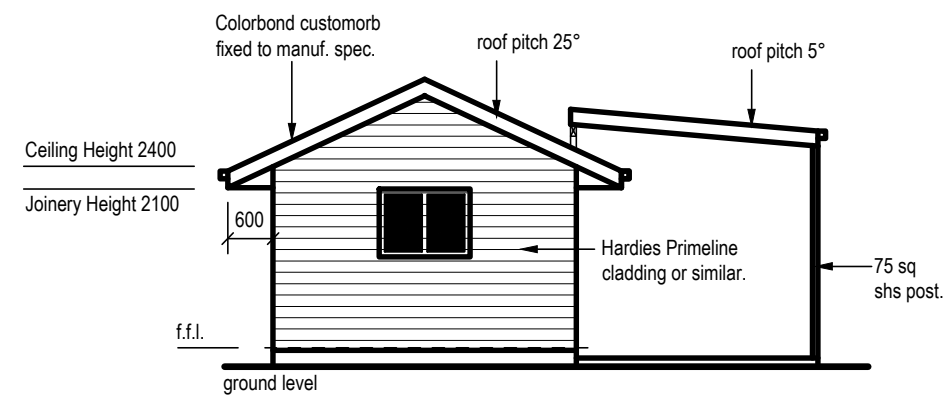 Colorbond customorb
fixed to manuf. spec.
roof pitch 25°
roof pitch 5°
Ceiling Height 2400
Joinery Height 2100
600
Hardies Primeline
cladding or similar.
75 sq
shs post.
f.f.l.
ground level